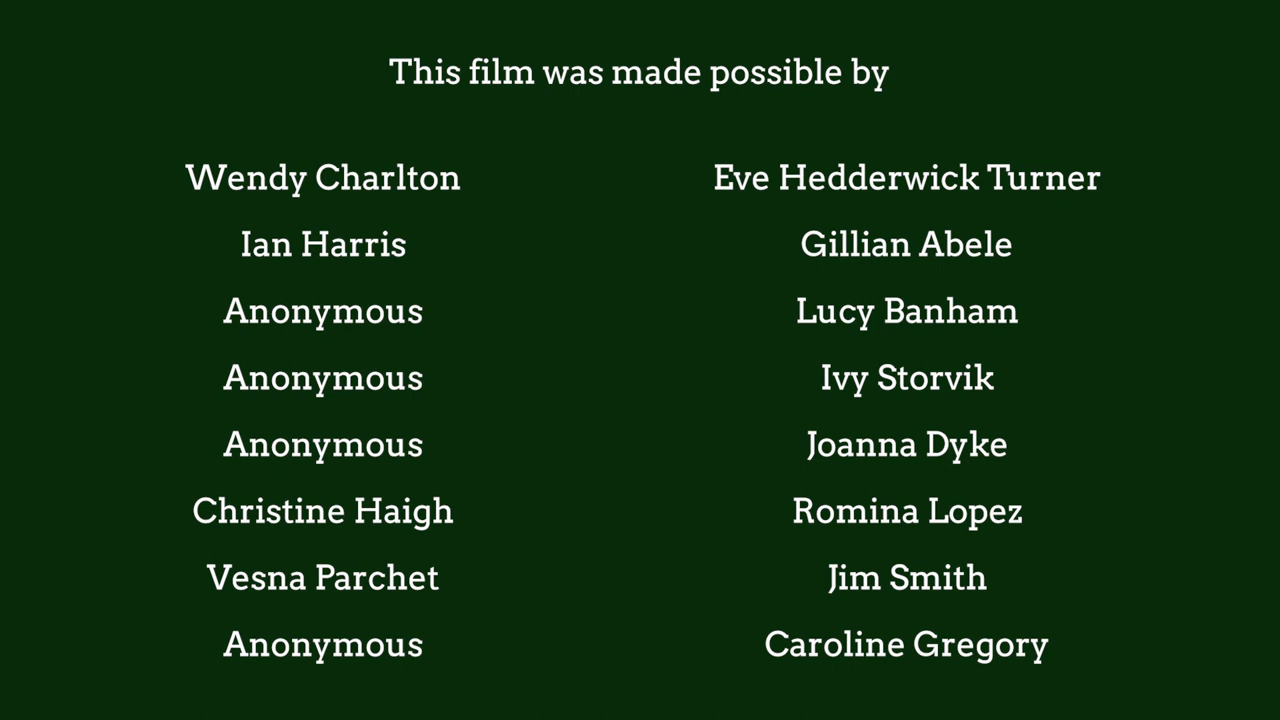 This film was made possible by
Wendy Charlton
Ian Harris
Anonymous
Anonymous
Anonymous
Christine Haigh
Vesna Parchet
Anonymous
Eve Hedderwick Turner
Gillian Abele
Lucy Banham
Ivy Storvik
Joanna Dyke
Romina Lopez
Jim Smith
Caroline Gregory